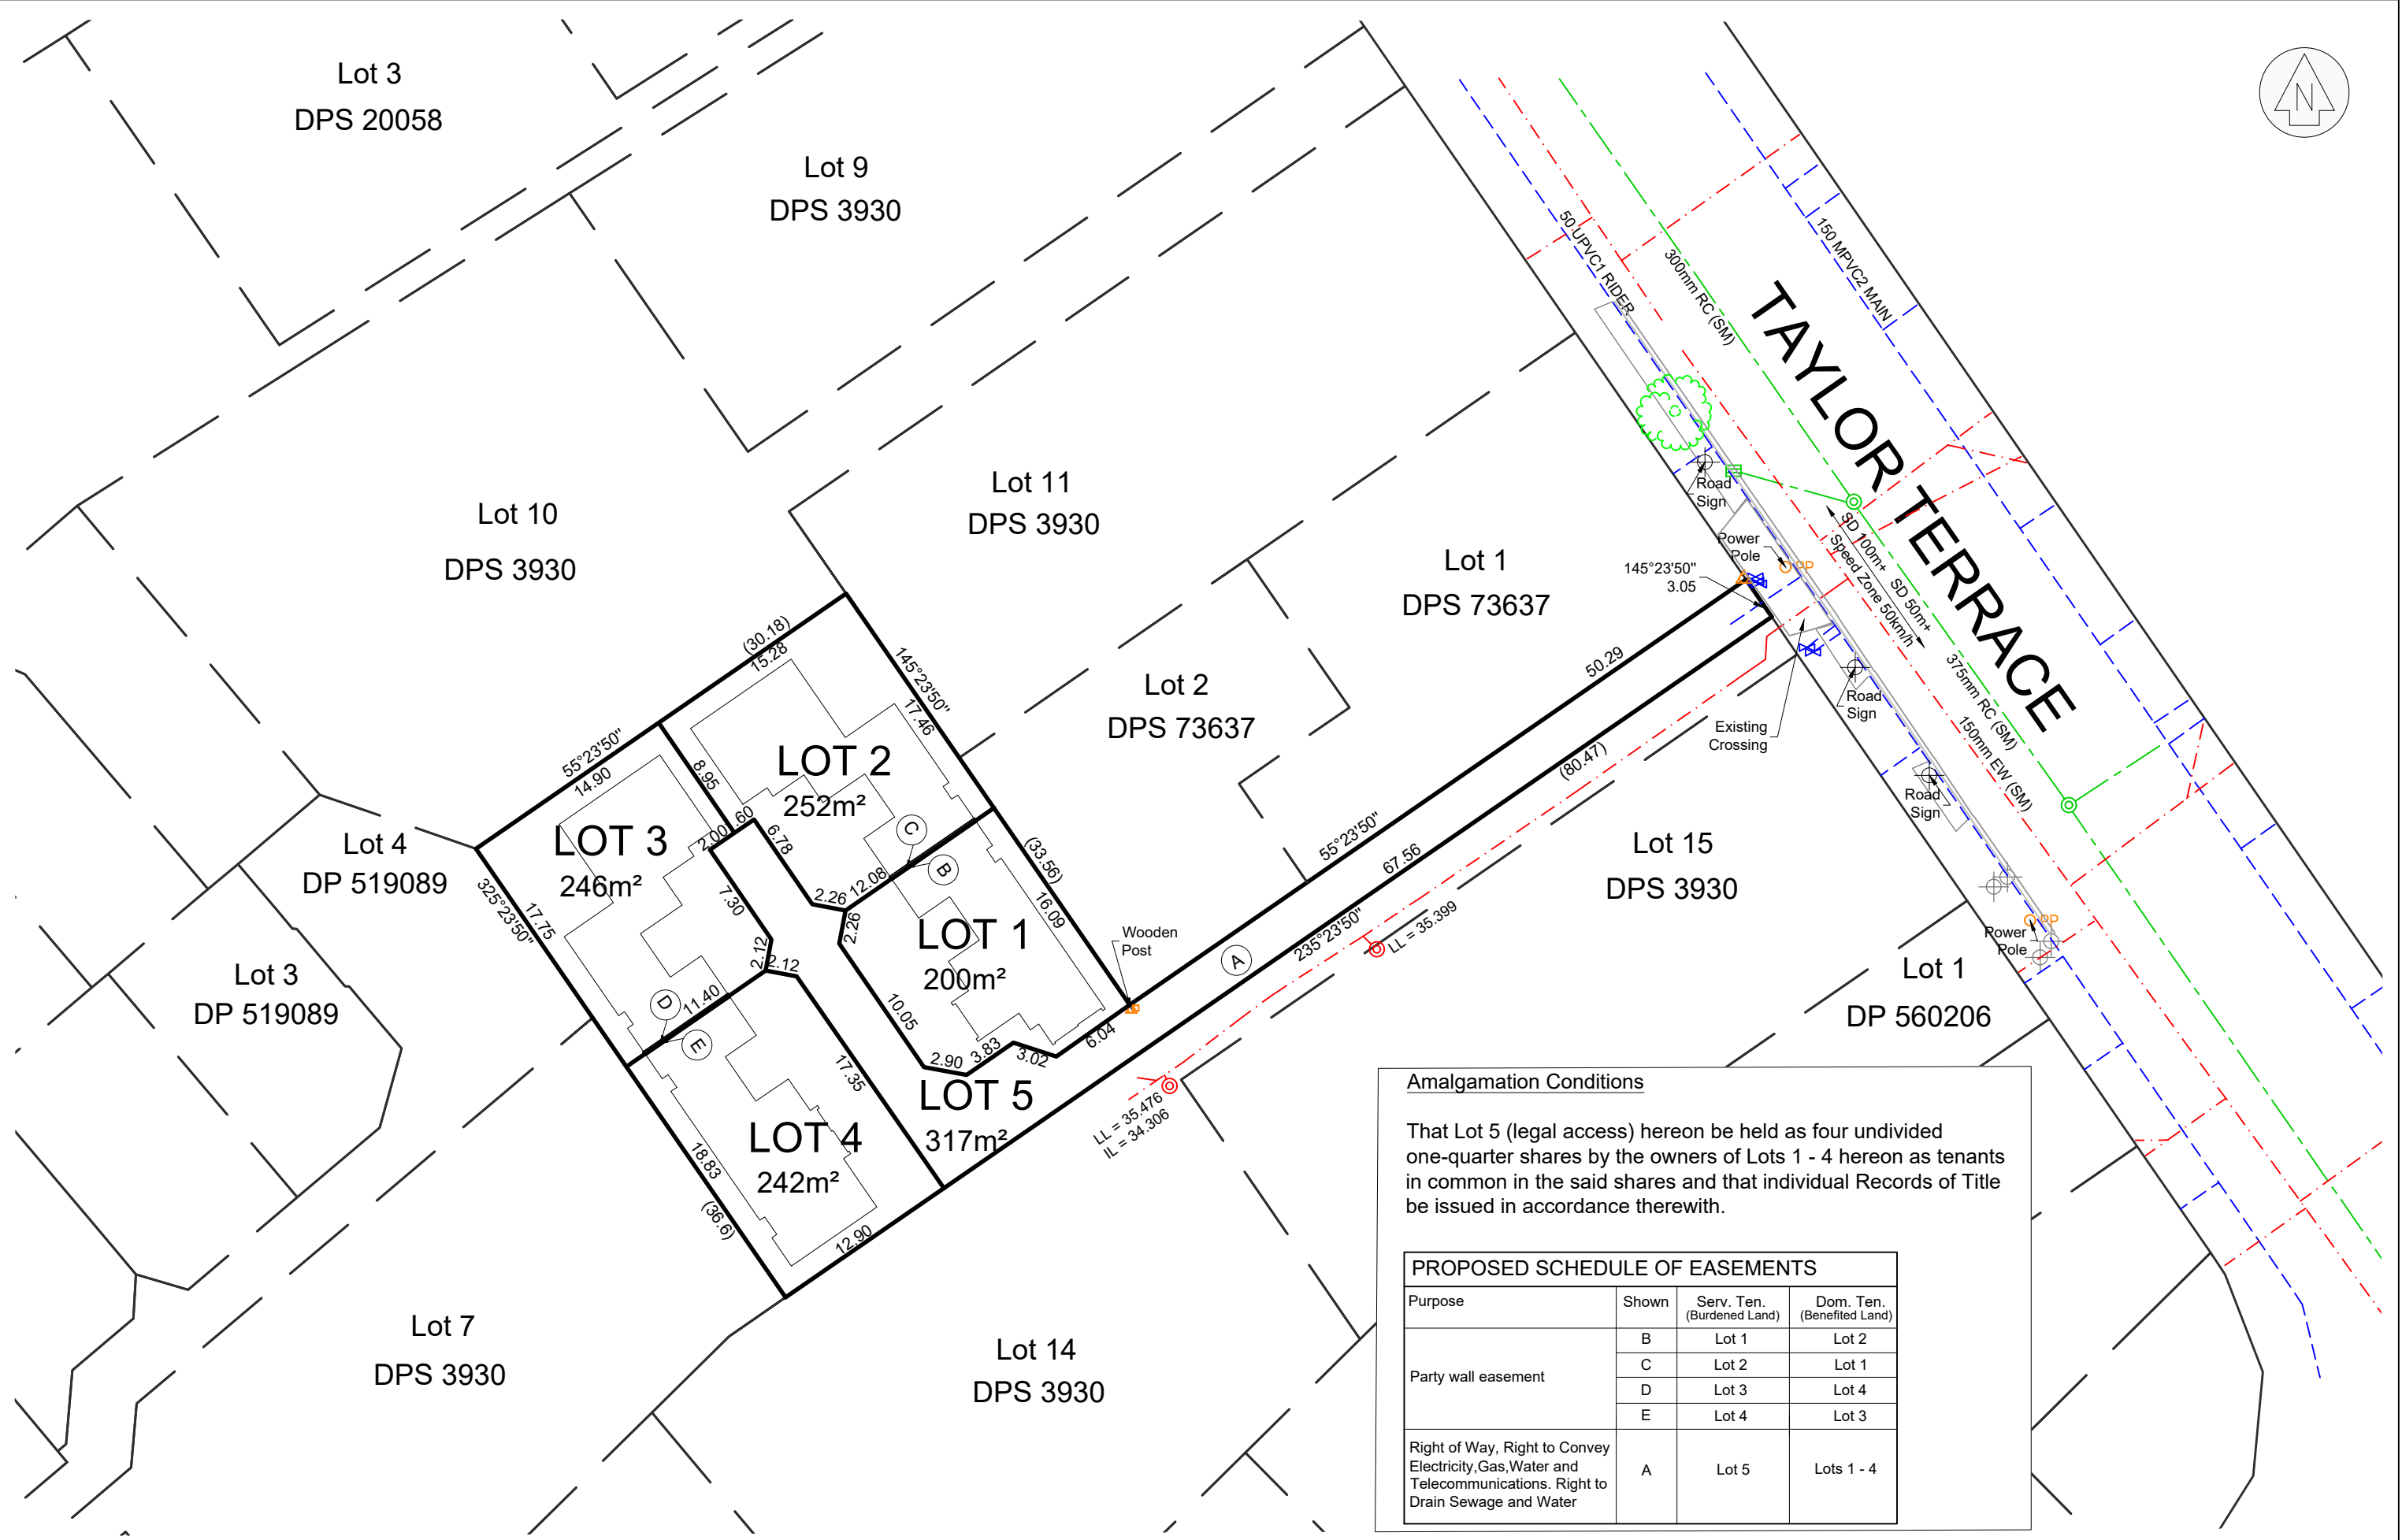 Lot 3
DPS 20058
Lot 9
DPS 3930
N
Lot 10
DPS 3930
Lot 11
DPS 3930
Lot 1
DPS 73637
Lot 2
DPS 73637
Lot 4
DP 519089
Lot 3
DP 519089
Lot 7
DPS 3930
Lot 14
DPS 3930
Lot 15
DPS 3930
Lot 1
DP 560206
TAYLOR TERRACE
50 UPVC1 RIDER
300mm RC (SM)
150 MPVC2 MAIN
Road
Sign
Power
Pole
PP
SD 100m+
SD 50m+
Speed Zone 50km/h
375mm RC (SM)
150mm EW (SM)
Road
Sign
Existing
Crossing
Road
Sign
PP
Power
Pole
145°23'50"
3.05
50.29
(80.47)
55°23'50"
67.56
235°23'50"
A
LL = 35.399
LL = 35.476
IL = 34.306
Wooden
Post
(30.18)
15.28
145°23'50"
17.46
55°23'50"
14.90
8.95
LOT 2
252m²
2.00
.60
6.78
C
B
12.08
2.26
2.26
(33.56)
16.09
LOT 3
246m²
325°23'50"
17.75
7.30
2.12
2.12
LOT 1
200m²
10.05
2.90
3.83
3.02
6.04
D
11.40
E
17.35
LOT 5
317m²
LOT 4
242m²
18.83
(36.6)
12.90
Amalgamation Conditions
That Lot 5 (legal access) hereon be held as four undivided
one-quarter shares by the owners of Lots 1 - 4 hereon as tenants
in common in the said shares and that individual Records of Title
be issued in accordance therewith.
PROPOSED SCHEDULE OF EASEMENTS
Purpose Shown Serv. Ten. Dom. Ten.
(Burdened Land) (Benefited Land)
B Lot 1 Lot 2
C Lot 2 Lot 1
Party wall easement
D Lot 3 Lot 4
E Lot 4 Lot 3
Right of Way, Right to Convey
Electricity,Gas,Water and
A Lot 5 Lots 1 - 4
Telecommunications. Right to
Drain Sewage and Water